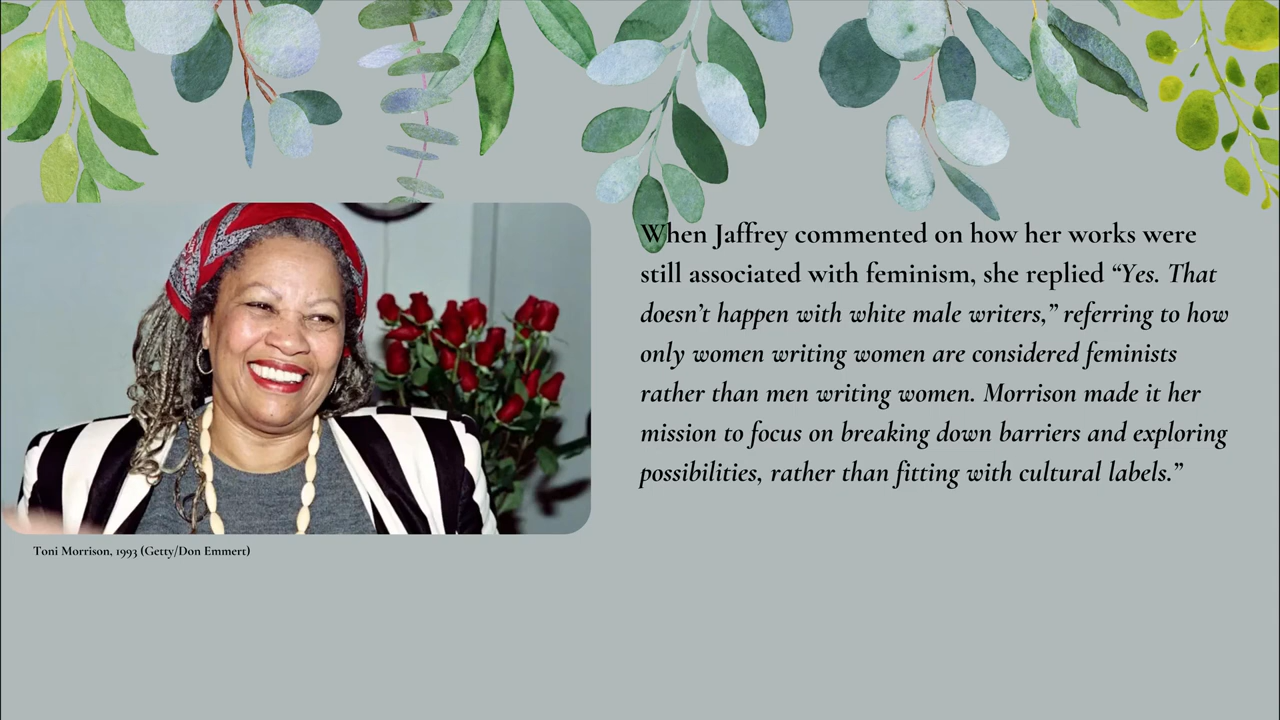 When Jaffrey commented on how her works were
still associated with feminism, she replied “Yes. That
doesn’t happen with white male writers,” referring to how
only women writing women are considered feminists
rather than men writing women. Morrison made it her
mission to focus on breaking down barriers and exploring
possibilities, rather than fitting with cultural labels.”
Toni Morrison, 1993 (Getty/Don Emmert)